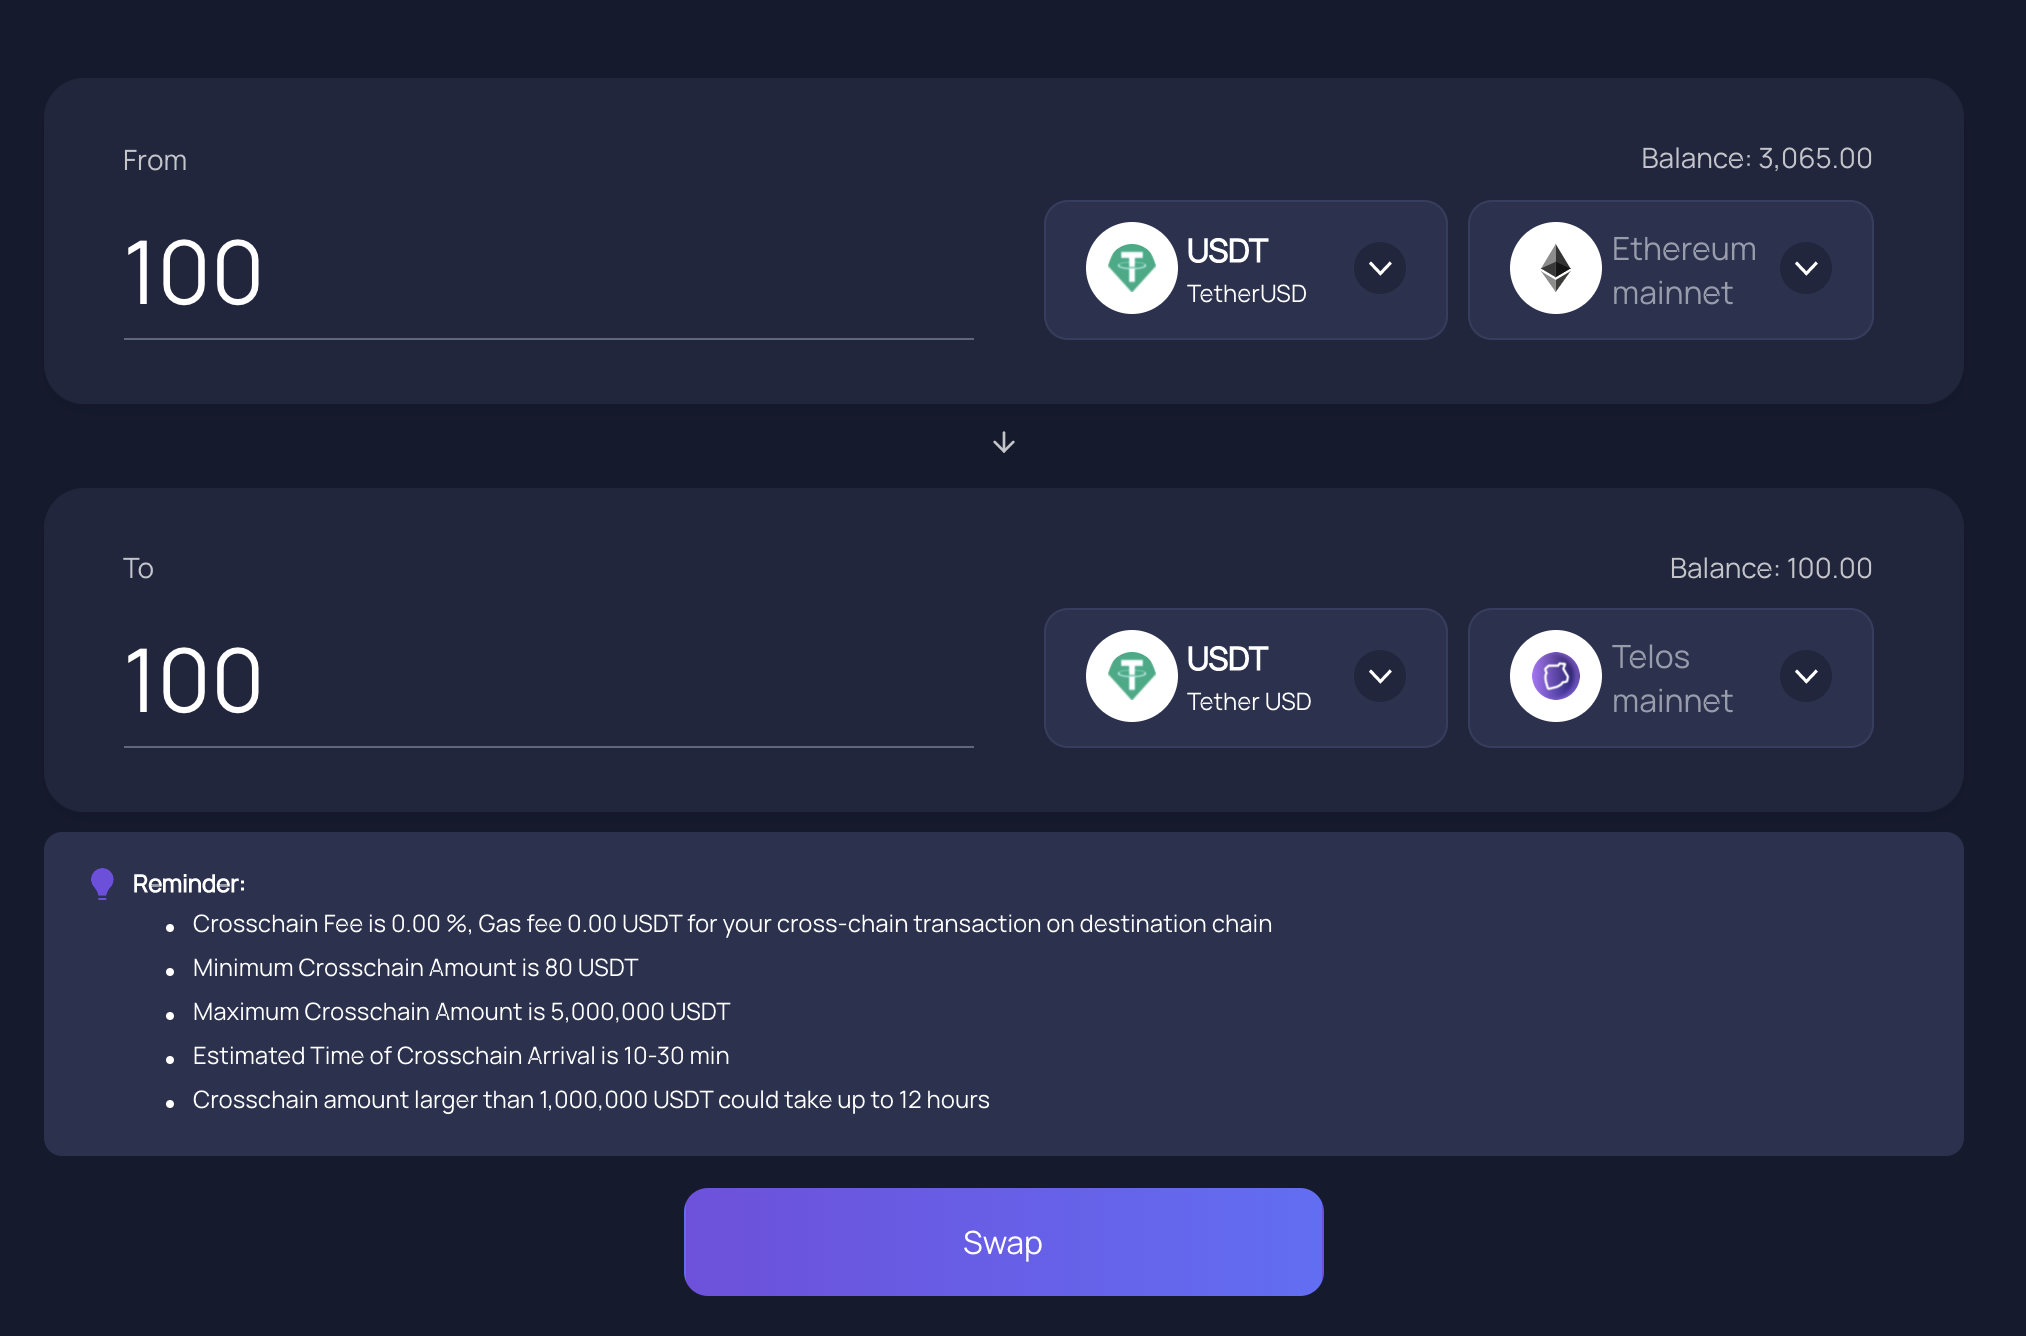 From
Balance: 3,065.00
100
USDT
TetherUSD
Ethereum
mainnet
To
Balance: 100.00
100
USDT
Tether USD
Telos
mainnet
Reminder:
Crosschain Fee is 0.00 %, Gas fee 0.00 USDT for your cross-chain transaction on destination chain
Minimum Crosschain Amount is 80 USDT
Maximum Crosschain Amount is 5,000,000 USDT
Estimated Time of Crosschain Arrival is 10-30 min
Crosschain amount larger than 1,000,000 USDT could take up to 12 hours
Swap